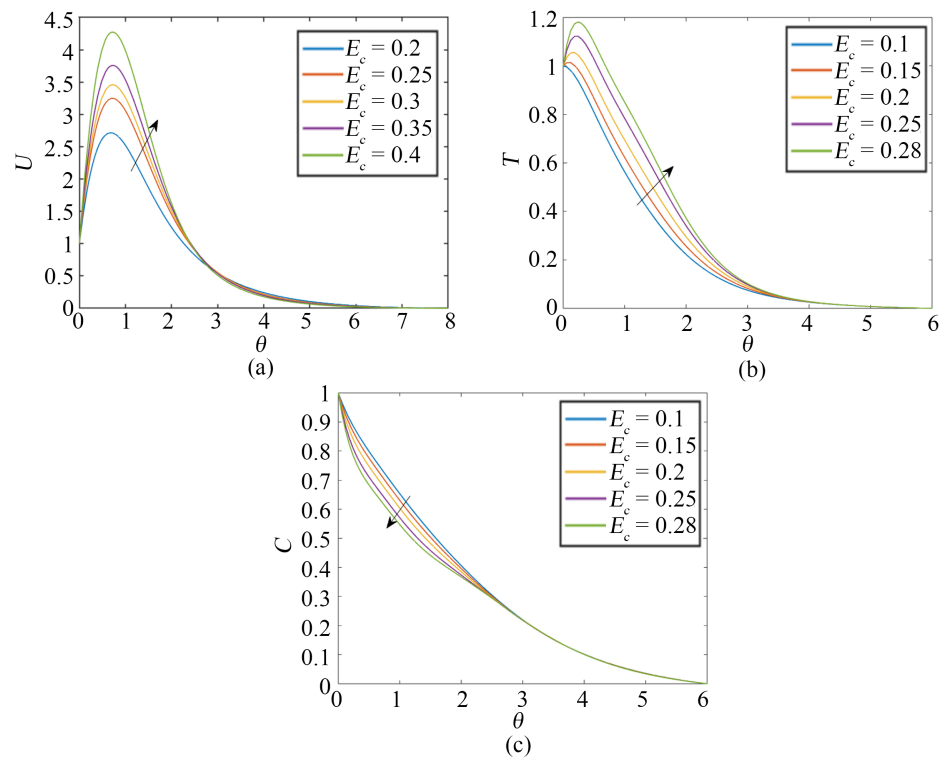 4.5
4
3.5
3
2.5
2
1.5
1
0.5
0
U
0 1 2 3 4 5 6 7 8
θ
E_c = 0.2
E_c = 0.25
E_c = 0.3
E_c = 0.35
E_c = 0.4
(a)
1.2
1.0
0.8
0.6
0.4
0.2
0
T
0 1 2 3 4 5 6
θ
E_c = 0.1
E_c = 0.15
E_c = 0.2
E_c = 0.25
E_c = 0.28
(b)
1
0.9
0.8
0.7
0.6
0.5
0.4
0.3
0.2
0.1
0
C
0 1 2 3 4 5 6
θ
E_c = 0.1
E_c = 0.15
E_c = 0.2
E_c = 0.25
E_c = 0.28
(c)